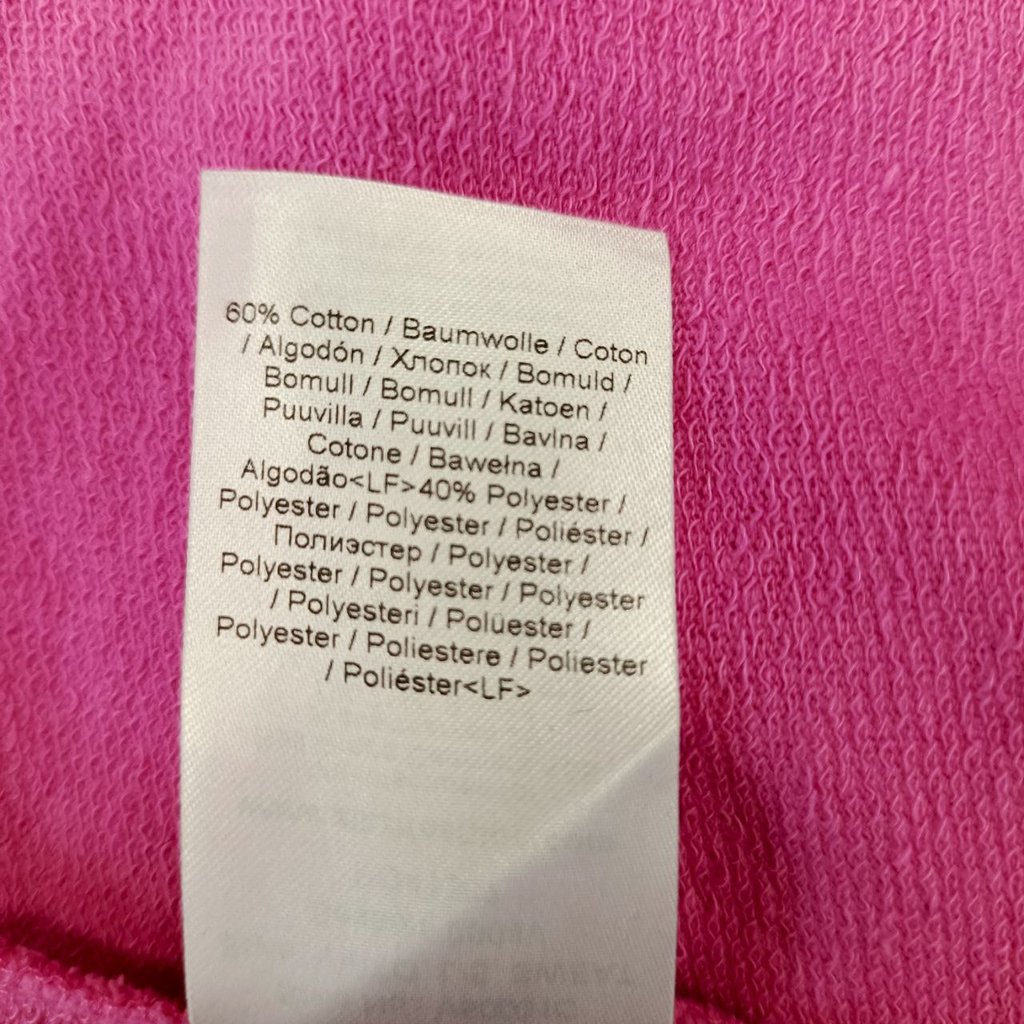 60% Cotton / Baumwolle / Coton
/ Algodón / Хлопок / Bomuld /
Bomull / Bomull / Katoen /
Puuvilla / Puuvill / Bavlna /
Cotone / Bawełna /
Algodão<LF>40% Polyester /
Polyester / Polyester / Poliéster /
Полиэстер / Polyester /
Polyester / Polyester / Polyester
/ Polyesteri / Polüester /
Polyester / Poliestere / Poliester
/ Poliéster<LF>